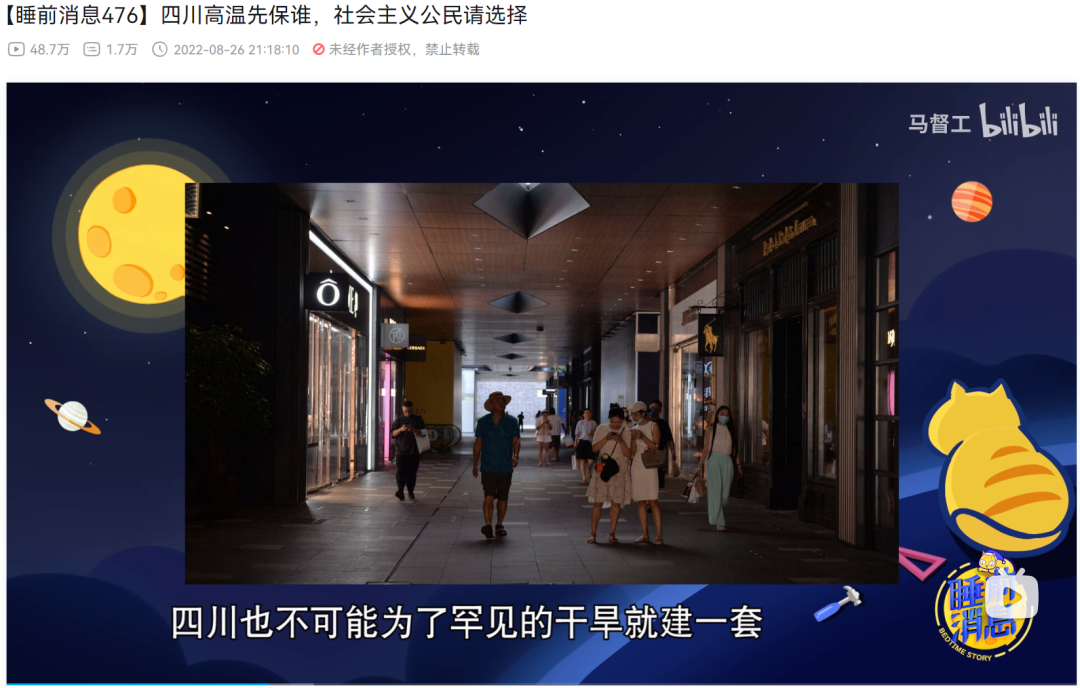 【睡前消息476】四川高温先保谁，社会主义公民请选择
48.7万 1.7万 2022-08-26 21:18:10 未经作者授权，禁止转载
马督工 bilibili
四川也不可能为了罕见的干旱就建一套
睡前
消息
BEDTIME STORY